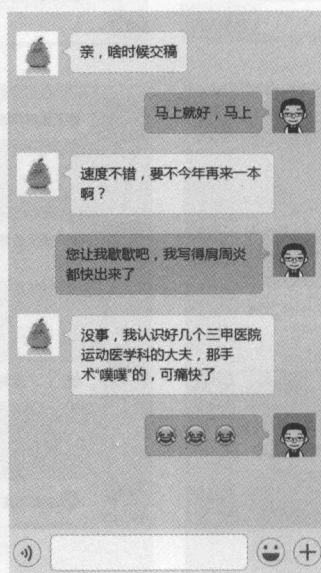 亲，啥时候交稿
马上就好，马上
速度不错，要不今年再来一本
啊？
您让我歇歇吧，我写得肩周炎
都快出来了
没事，我认识好几个三甲医院
运动医学科的大夫，那手
术“噗噗”的，可痛快了
😂 😂 😂